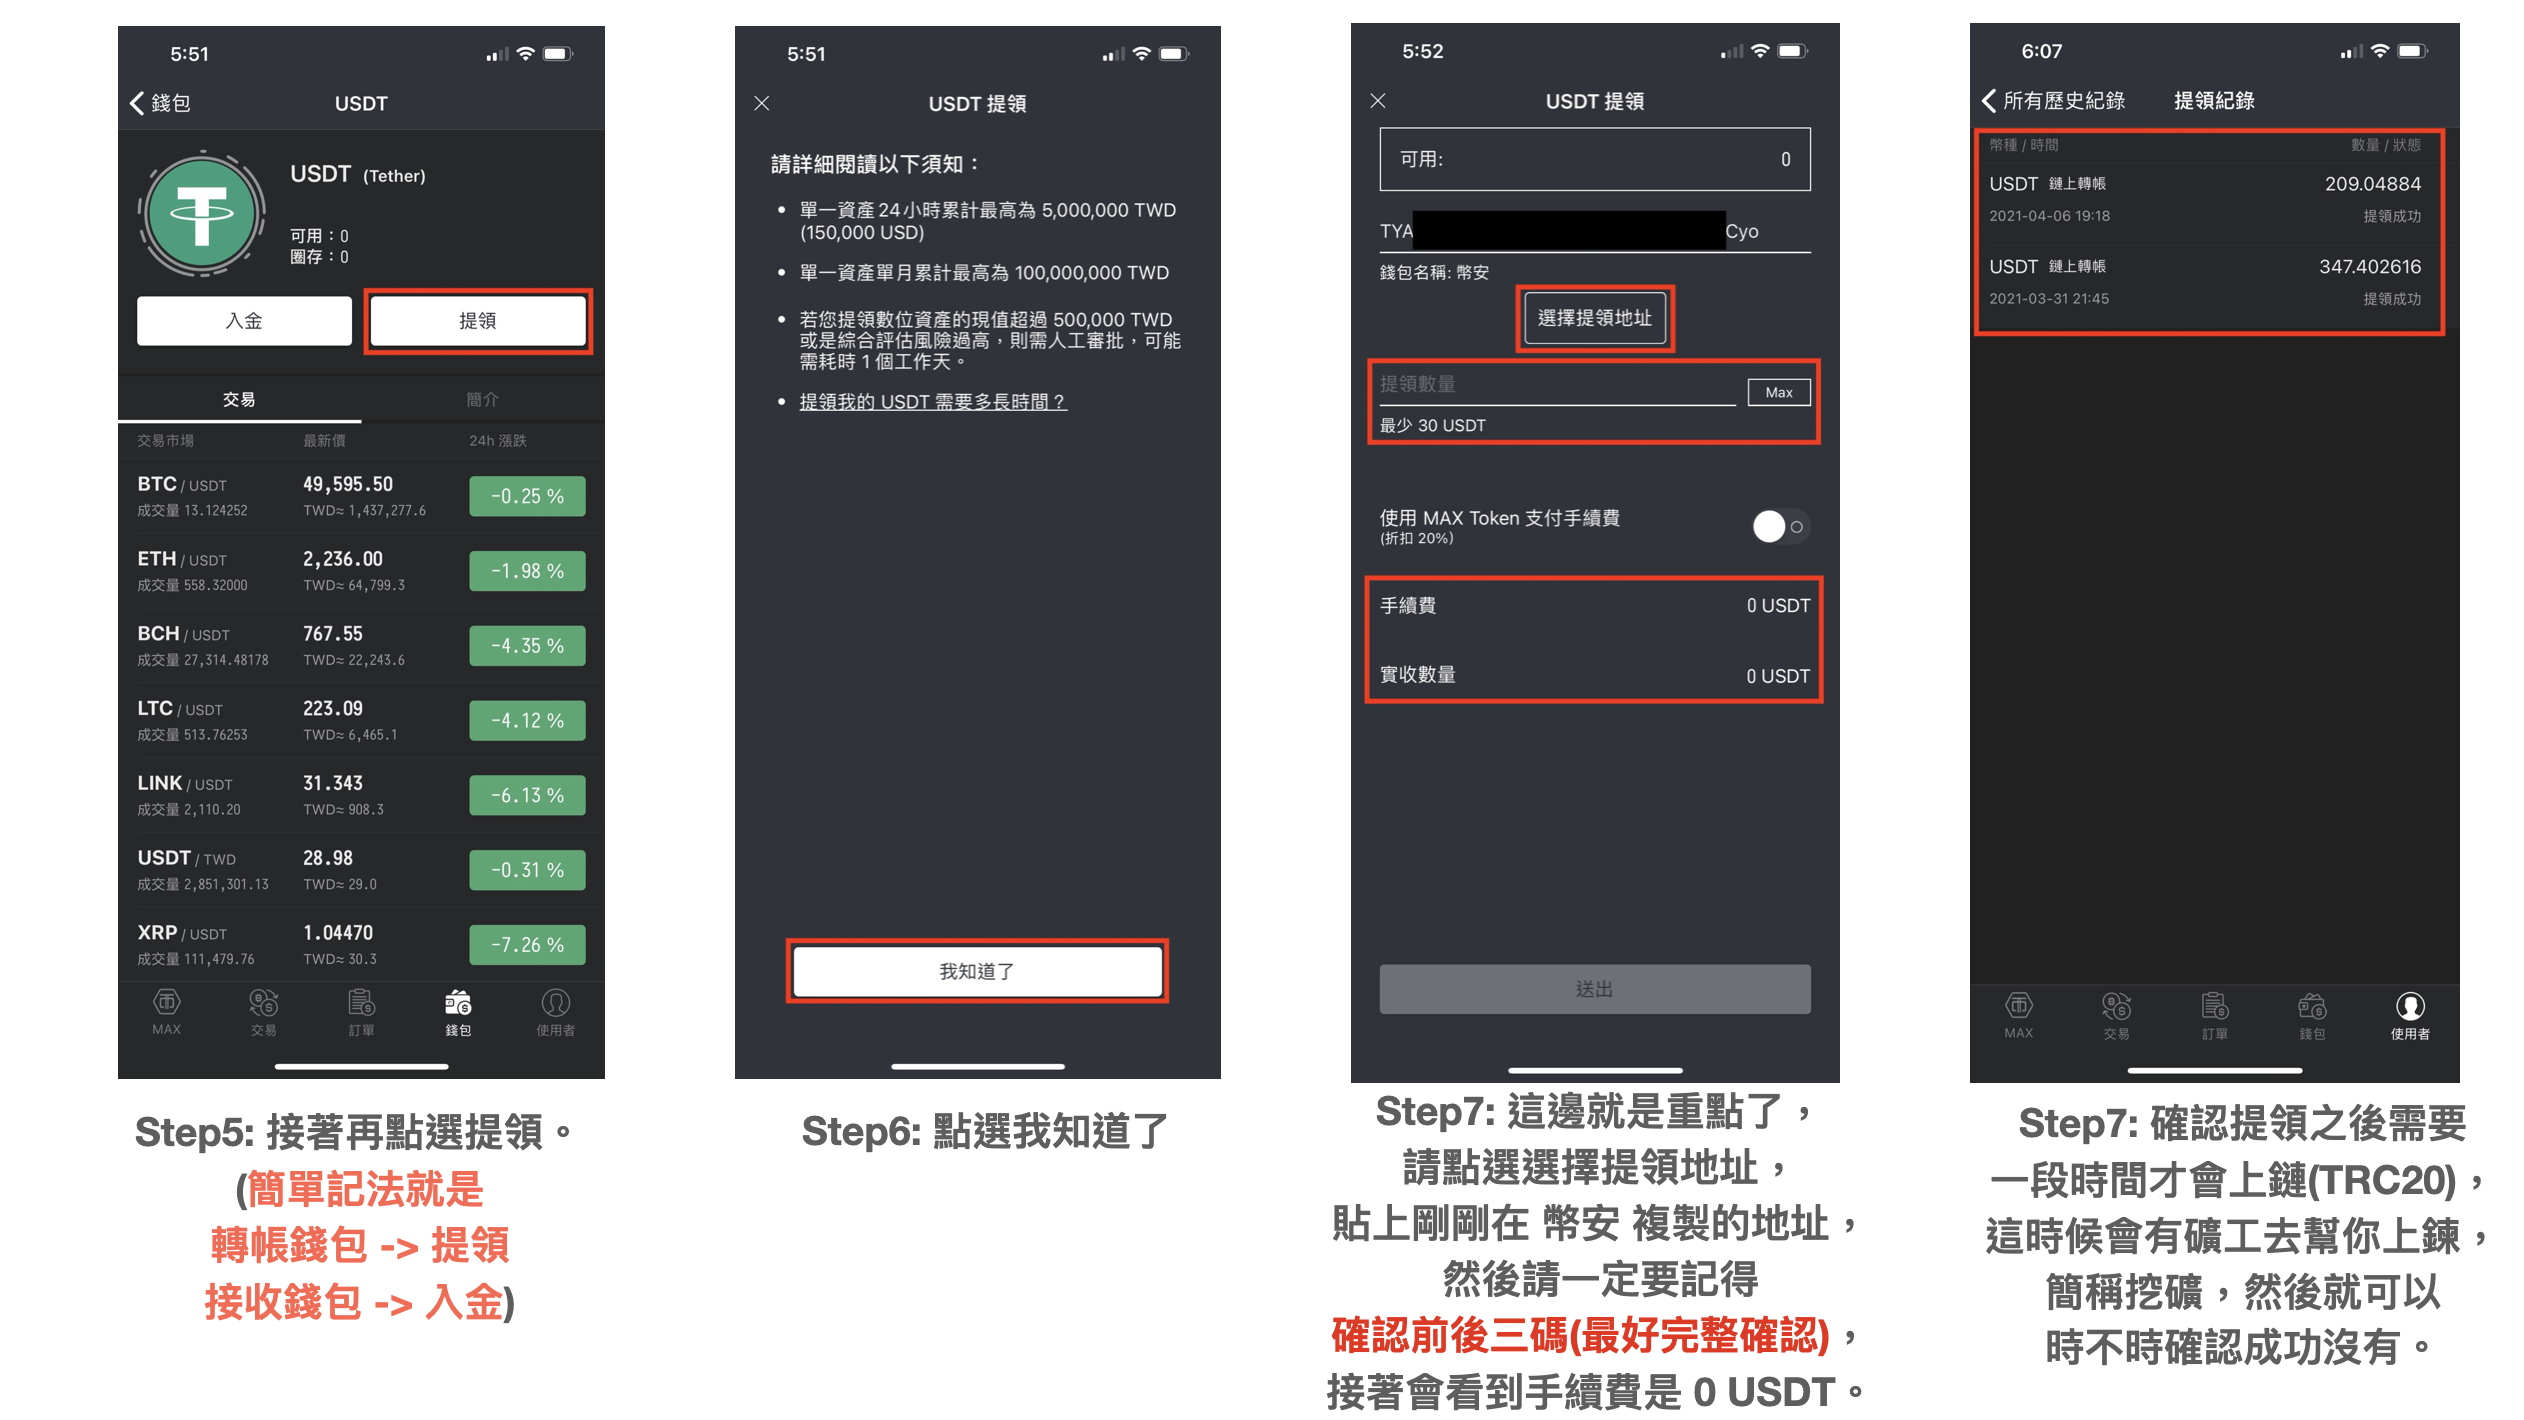 5:51
錢包
USDT
USDT (Tether)
可用：0
圈存：0
入金
提領
交易
簡介
交易市場 最新價 24h 漲跌
BTC / USDT 49,595.50 -0.25 %
成交量 13.124252 TWD≈ 1,437,277.6
ETH / USDT 2,236.00 -1.98 %
成交量 558.32000 TWD≈ 64,799.3
BCH / USDT 767.55 -4.35 %
成交量 27,314.48178 TWD≈ 22,243.6
LTC / USDT 223.09 -4.12 %
成交量 513.76253 TWD≈ 6,465.1
LINK / USDT 31.343 -6.13 %
成交量 2,110.20 TWD≈ 908.3
USDT / TWD 28.98 -0.31 %
成交量 2,851,301.13 TWD≈ 29.0
XRP / USDT 1.04470 -7.26 %
成交量 111,479.76 TWD≈ 30.3
MAX 交易 訂單 錢包 使用者
Step5: 接著再點選提領。
(簡單記法就是
轉帳錢包 -> 提領
接收錢包 -> 入金)
5:51
USDT 提領
請詳細閱讀以下須知：
• 單一資產24小時累計最高為 5,000,000 TWD
(150,000 USD)
• 單一資產單月累計最高為 100,000,000 TWD
• 若您提領數位資產的現值超過 500,000 TWD
或是綜合評估風險過高，則需人工審批，可能
需耗時 1 個工作天。
• 提領我的 USDT 需要多長時間？
我知道了
Step6: 點選我知道了
5:52
USDT 提領
可用: 0
TYA Cyo
錢包名稱: 幣安
選擇提領地址
提領數量 Max
最少 30 USDT
使用 MAX Token 支付手續費
(折扣 20%)
手續費 0 USDT
實收數量 0 USDT
送出
Step7: 這邊就是重點了，
請點選選擇提領地址，
貼上剛剛在 幣安 複製的地址，
然後請一定要記得
確認前後三碼(最好完整確認)，
接著會看到手續費是 0 USDT。
6:07
所有歷史紀錄 提領紀錄
幣種 / 時間 數量 / 狀態
USDT 鏈上轉帳 209.04884
2021-04-06 19:18 提領成功
USDT 鏈上轉帳 347.402616
2021-03-31 21:45 提領成功
MAX 交易 訂單 錢包 使用者
Step7: 確認提領之後需要
一段時間才會上鏈(TRC20)，
這時候會有礦工去幫你上鍊，
簡稱挖礦，然後就可以
時不時確認成功沒有。